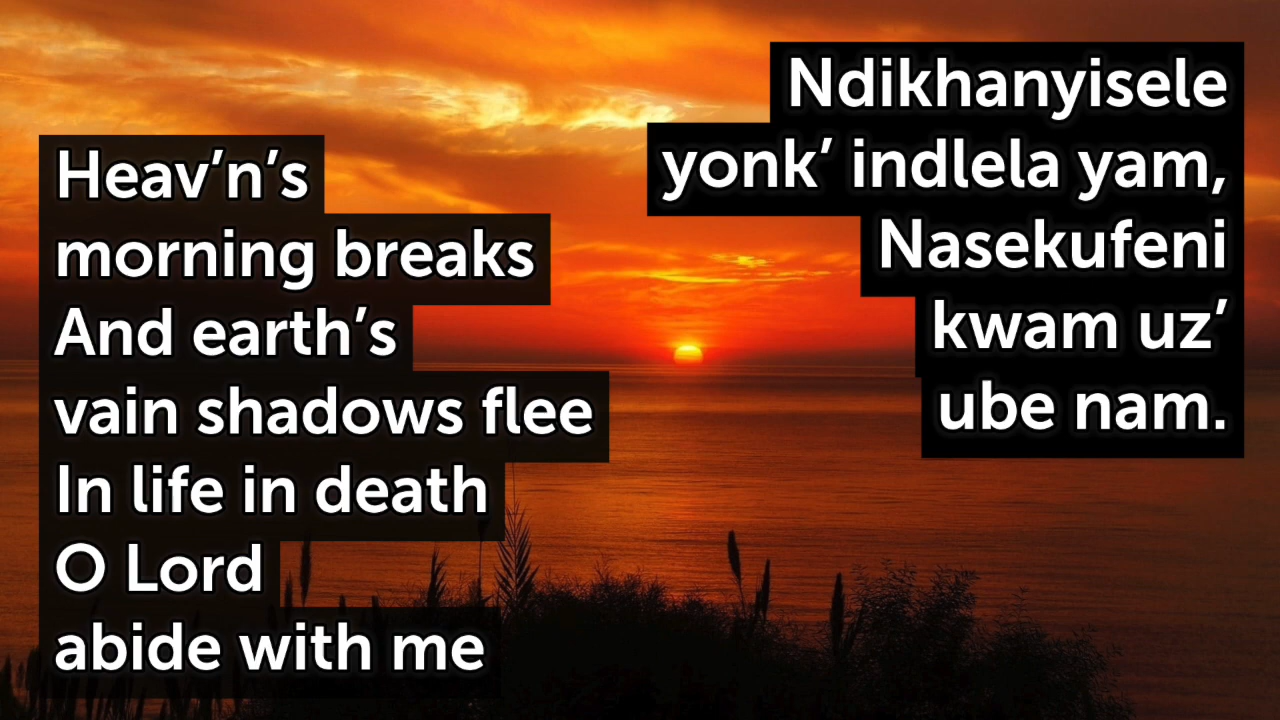 Heav’n’s
morning breaks
And earth’s
vain shadows flee
In life in death
O Lord
abide with me
Ndikhanyisele
yonk’ indlela yam,
Nasekufeni
kwam uz’
ube nam.